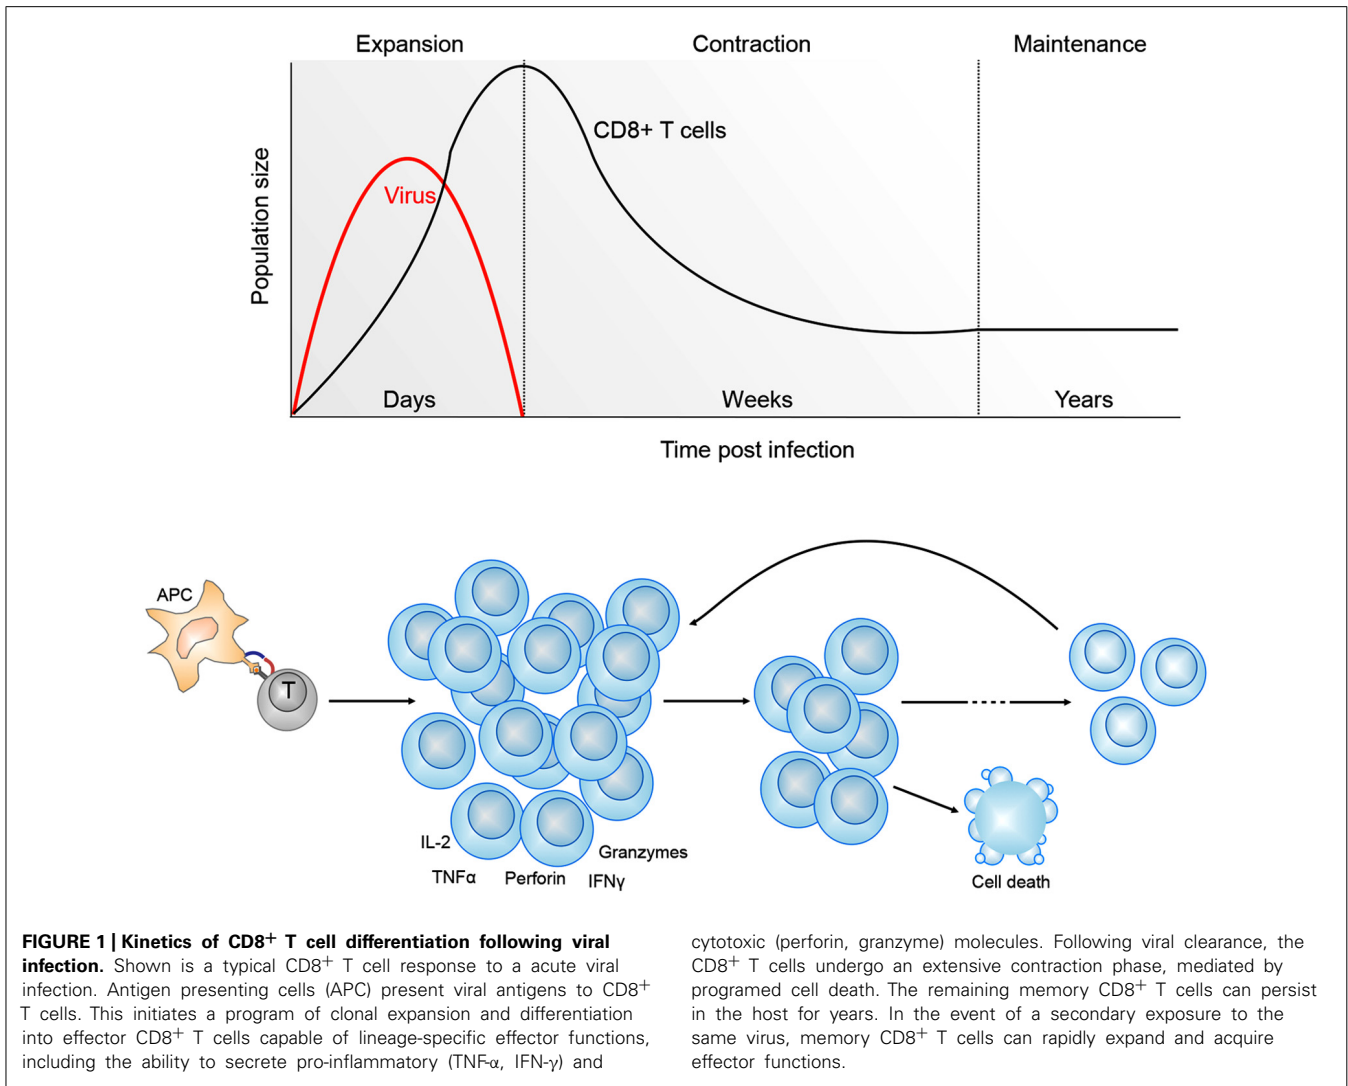 Expansion
Contraction
Maintenance
Population size
CD8+ T cells
Virus
Days
Weeks
Years
Time post infection
APC
T
IL-2
TNFα
Perforin
IFNγ
Granzymes
Cell death
FIGURE 1 | Kinetics of CD8+ T cell differentiation following viral
infection. Shown is a typical CD8+ T cell response to a acute viral
infection. Antigen presenting cells (APC) present viral antigens to CD8+
T cells. This initiates a program of clonal expansion and differentiation
into effector CD8+ T cells capable of lineage-specific effector functions,
including the ability to secrete pro-inflammatory (TNF-α, IFN-γ) and
cytotoxic (perforin, granzyme) molecules. Following viral clearance, the
CD8+ T cells undergo an extensive contraction phase, mediated by
programed cell death. The remaining memory CD8+ T cells can persist
in the host for years. In the event of a secondary exposure to the
same virus, memory CD8+ T cells can rapidly expand and acquire
effector functions.